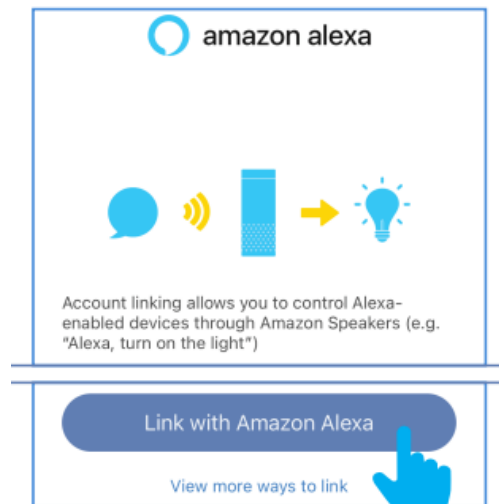 amazon alexa
Account linking allows you to control Alexa-
enabled devices through Amazon Speakers (e.g.
“Alexa, turn on the light”)
Link with Amazon Alexa
View more ways to link